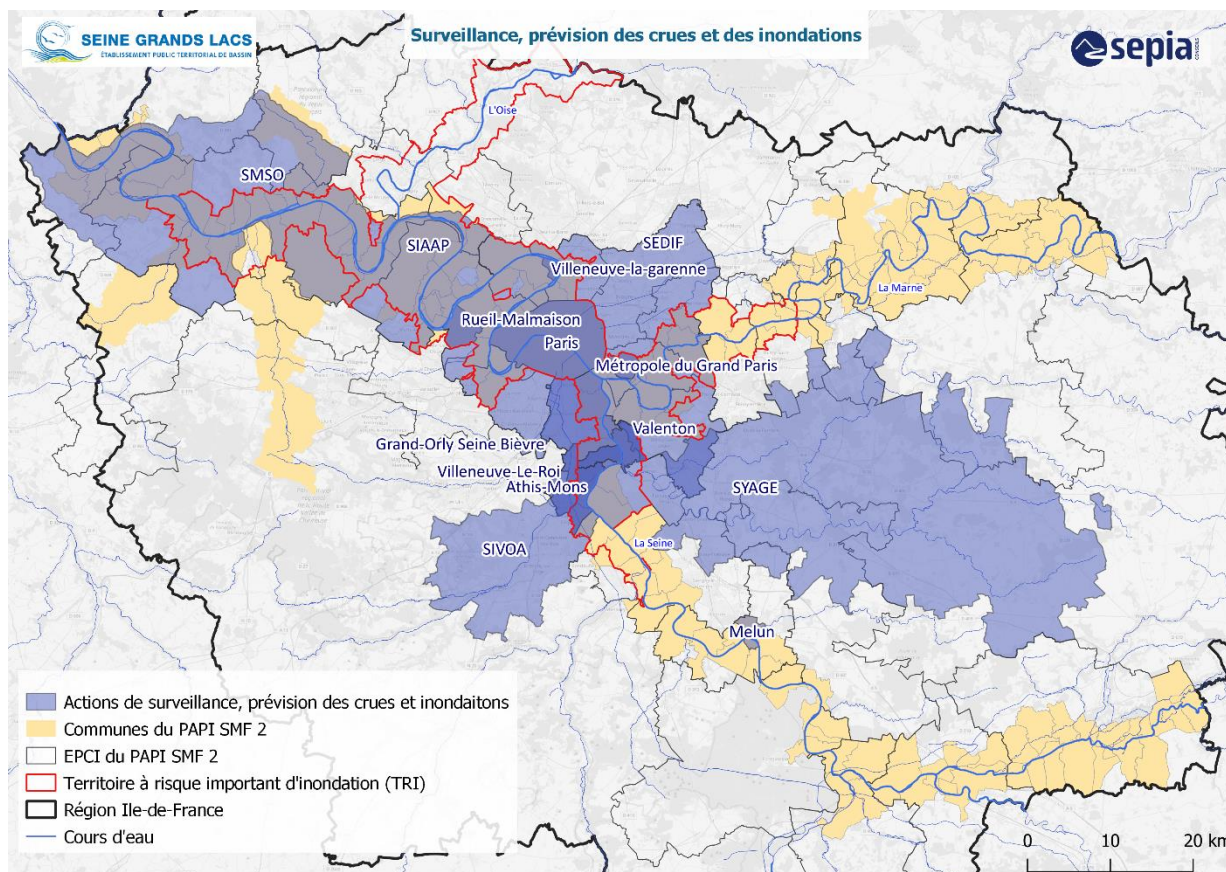 SEINE GRANDS LACS
ÉTABLISSEMENT PUBLIC TERRITORIAL DE BASSIN
Surveillance, prévision des crues et des inondations
sepia
CONSEILS
L'Oise
SMSO
SIAAP
SEDIF
Villeneuve-la-garenne
La Marne
Rueil-Malmaison
Paris
Métropole du Grand Paris
Valenton
Grand-Orly Seine Bièvre
Villeneuve-Le-Roi
Athis-Mons
SYAGE
SIVOA
La Seine
Melun
Actions de surveillance, prévision des crues et inondaitons
Communes du PAPI SMF 2
EPCI du PAPI SMF 2
Territoire à risque important d'inondation (TRI)
Région Ile-de-France
Cours d'eau
0 10 20 km